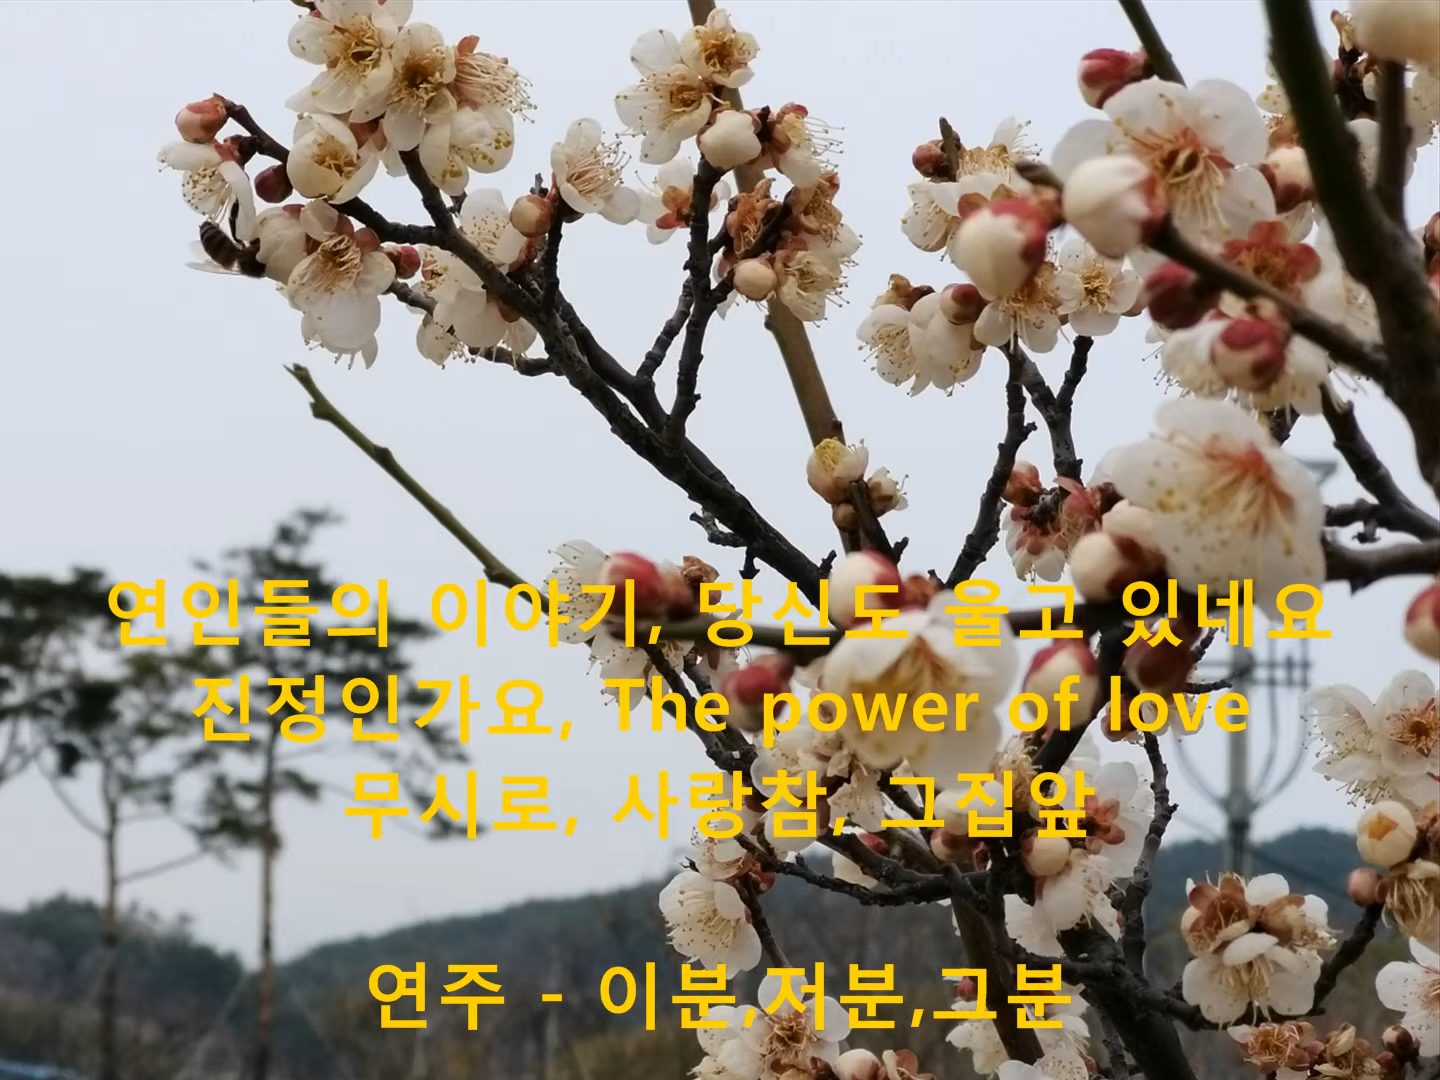 연인들의 이야기, 당신도 울고 있네요
진정인가요, The power of love
무시로, 사랑참, 그집앞
연주 - 이분,저분,그분